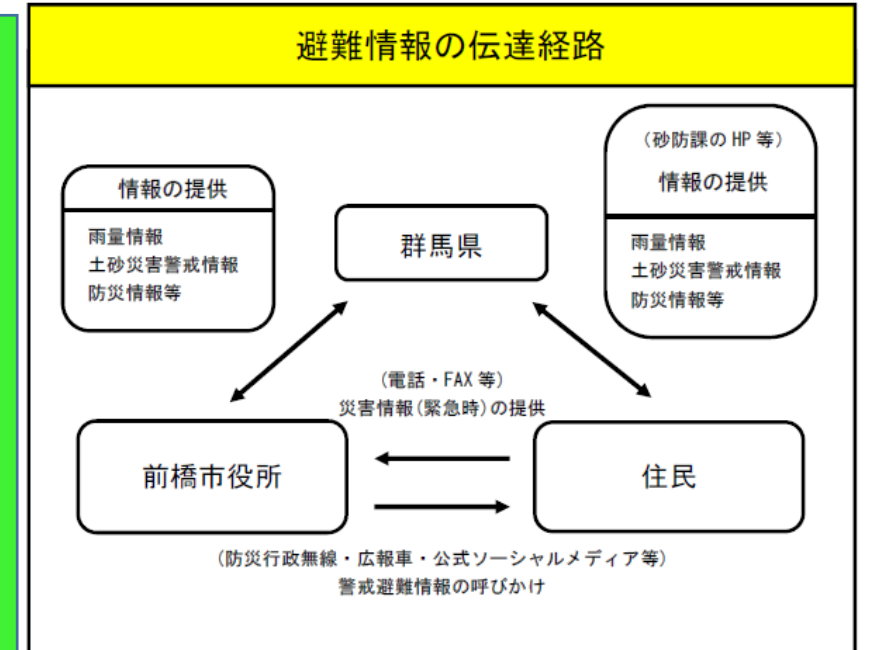 避難情報の伝達経路
情報の提供
雨量情報
土砂災害警戒情報
防災情報等
(砂防課のHP等)
情報の提供
雨量情報
土砂災害警戒情報
防災情報等
群馬県
(電話・FAX等)
災害情報(緊急時)の提供
前橋市役所
住民
(防災行政無線・広報車・公式ソーシャルメディア等)
警戒避難情報の呼びかけ